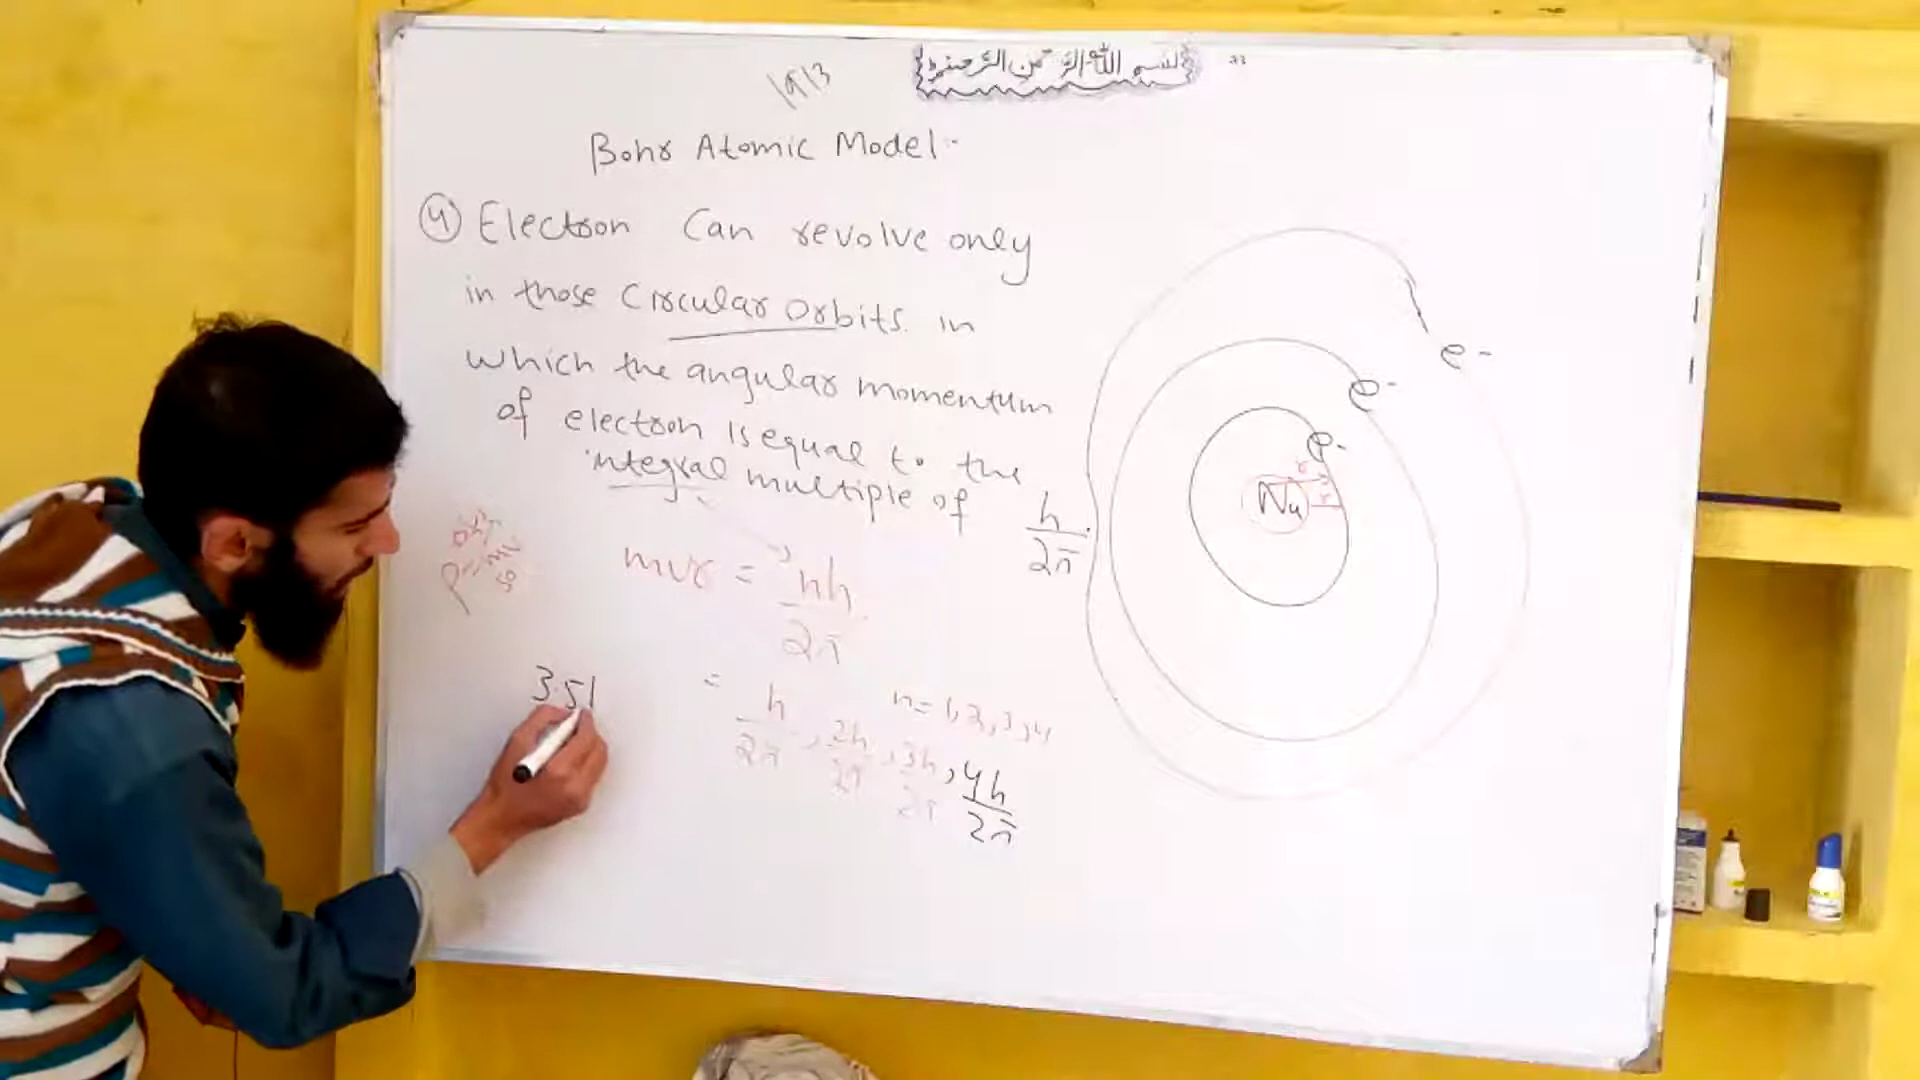 بسم الله الرحمن الرحيم
1913
Bohr Atomic Model:-
④ Electron Can revolve only
in those Circular Orbits. in
which the angular momentum
of electron is equal to the
integral multiple of h/2π
mvr = nh/2π
P=mv
= h/2π, 2h/2π, 3h/2π, 4h/2π
n=1,2,3,4
3.51
e-
e-
e-
r
r
Nu